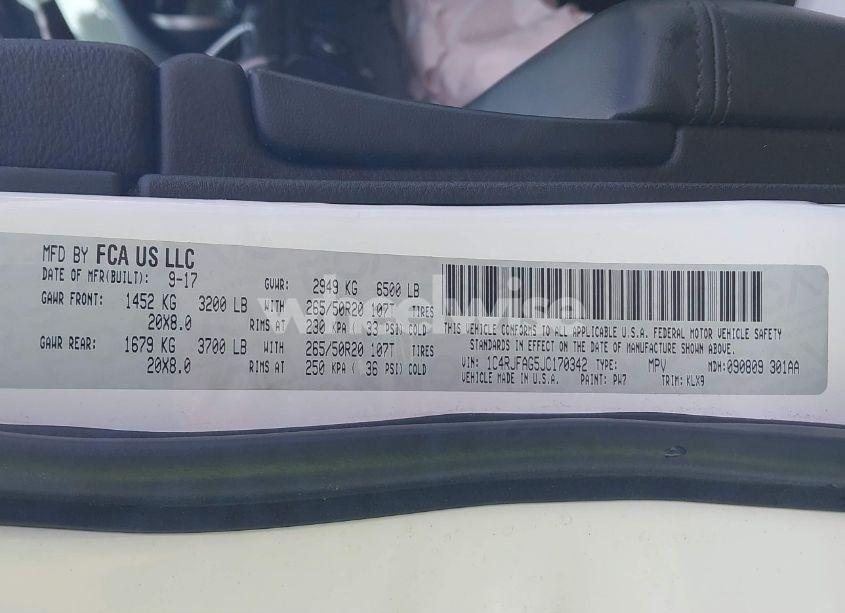 MFD BY FCA US LLC
DATE OF MFR(BUILT): 9-17 GVWR: 2949 KG 6500 LB
GAWR FRONT: 1452 KG 3200 LB WITH 265/50R20 107T TIRES
20X8.0 RIMS AT 230 KPA ( 33 PSI) COLD
GAWR REAR: 1679 KG 3700 LB WITH 265/50R20 107T TIRES
20X8.0 RIMS AT 250 KPA ( 36 PSI) COLD
THIS VEHICLE CONFORMS TO ALL APPLICABLE U.S.A. FEDERAL MOTOR VEHICLE SAFETY
STANDARDS IN EFFECT ON THE DATE OF MANUFACTURE SHOWN ABOVE.
VIN: 1C4RJFAG5JC170342 TYPE: MPV MDH:090809 301AA
VEHICLE MADE IN U.S.A. PAINT: PW7 TRIM: KLX9
wheelwise